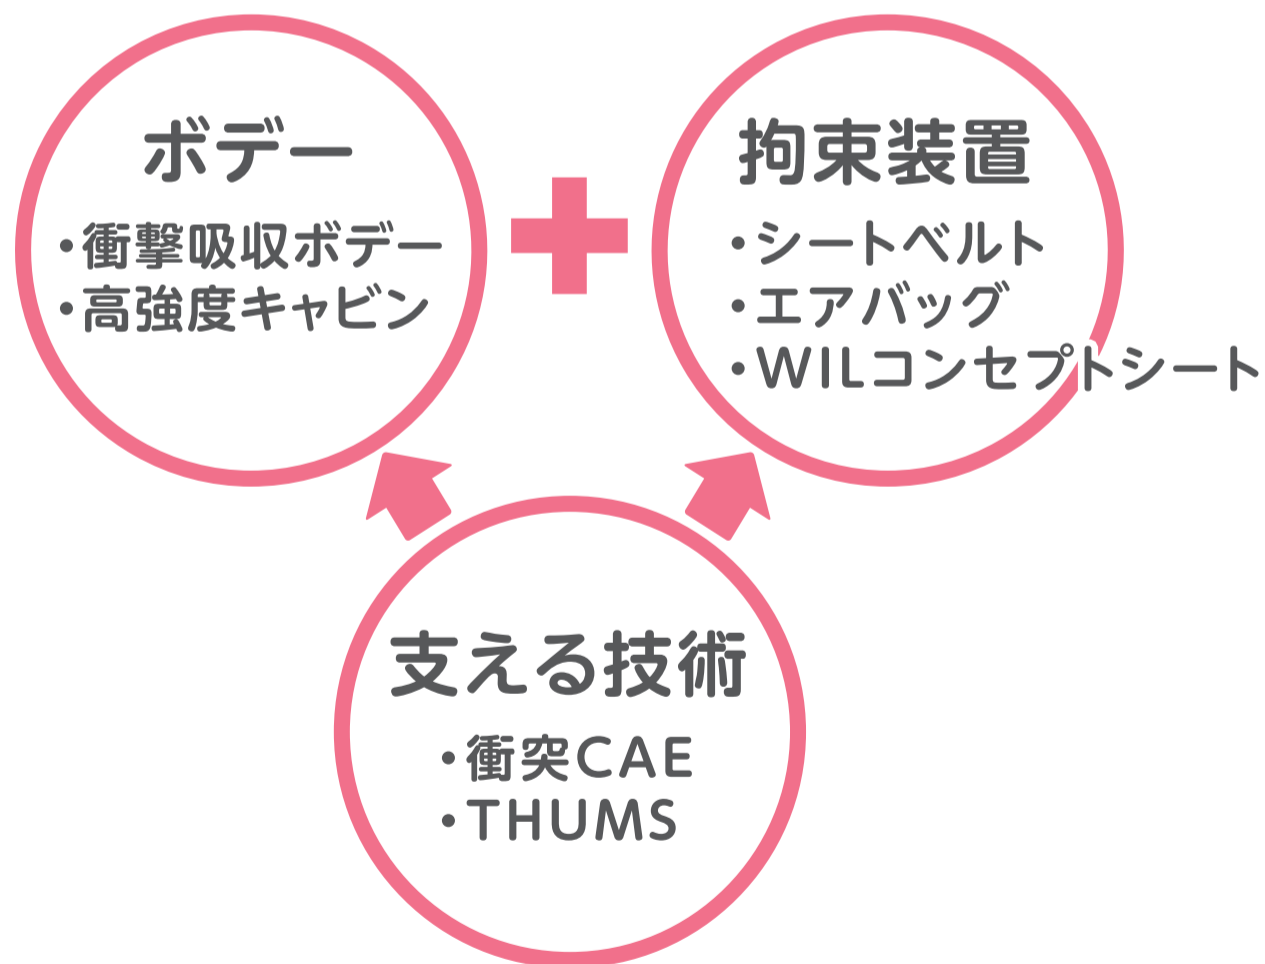 ボデー
・衝撃吸収ボデー
・高強度キャビン
拘束装置
・シートベルト
・エアバッグ
・WILコンセプトシート
支える技術
・衝突CAE
・THUMS